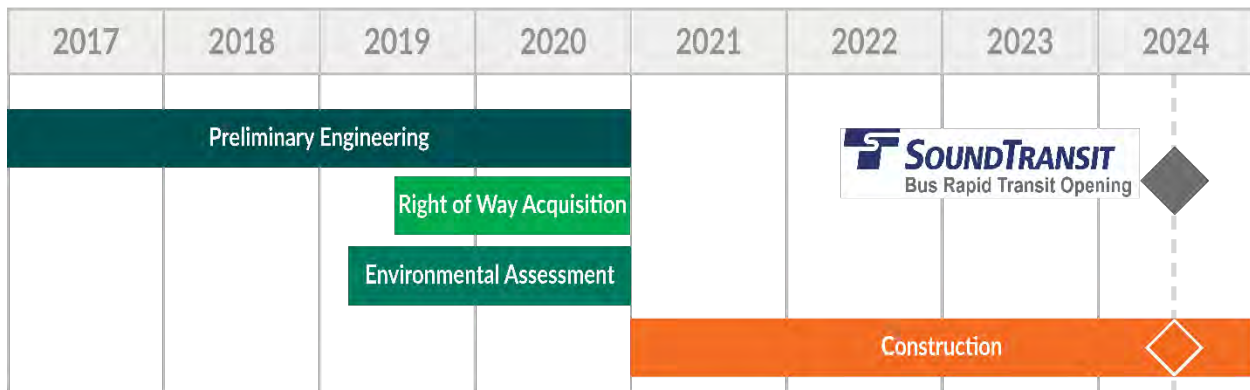 2017 2018 2019 2020 2021 2022 2023 2024
Preliminary Engineering
SOUNDTRANSIT
Bus Rapid Transit Opening
Right of Way Acquisition
Environmental Assessment
Construction